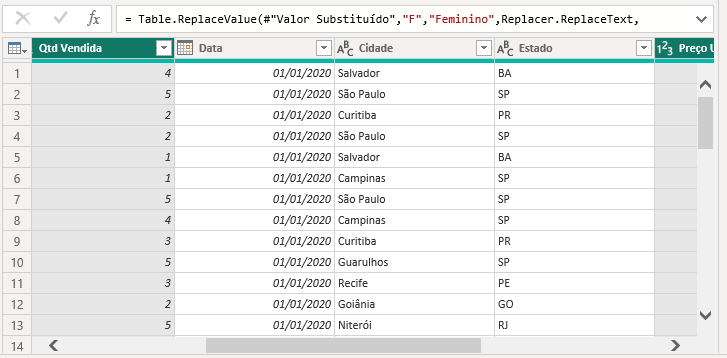 fx = Table.ReplaceValue(#"Valor Substituído","F","Feminino",Replacer.ReplaceText,
Qtd Vendida Data ABC Cidade ABC Estado 123 Preço U
1 4 01/01/2020 Salvador BA
2 5 01/01/2020 São Paulo SP
3 2 01/01/2020 Curitiba PR
4 2 01/01/2020 São Paulo SP
5 1 01/01/2020 Salvador BA
6 1 01/01/2020 Campinas SP
7 5 01/01/2020 São Paulo SP
8 4 01/01/2020 Campinas SP
9 3 01/01/2020 Curitiba PR
10 5 01/01/2020 Guarulhos SP
11 3 01/01/2020 Recife PE
12 2 01/01/2020 Goiânia GO
13 5 01/01/2020 Niterói RJ
14